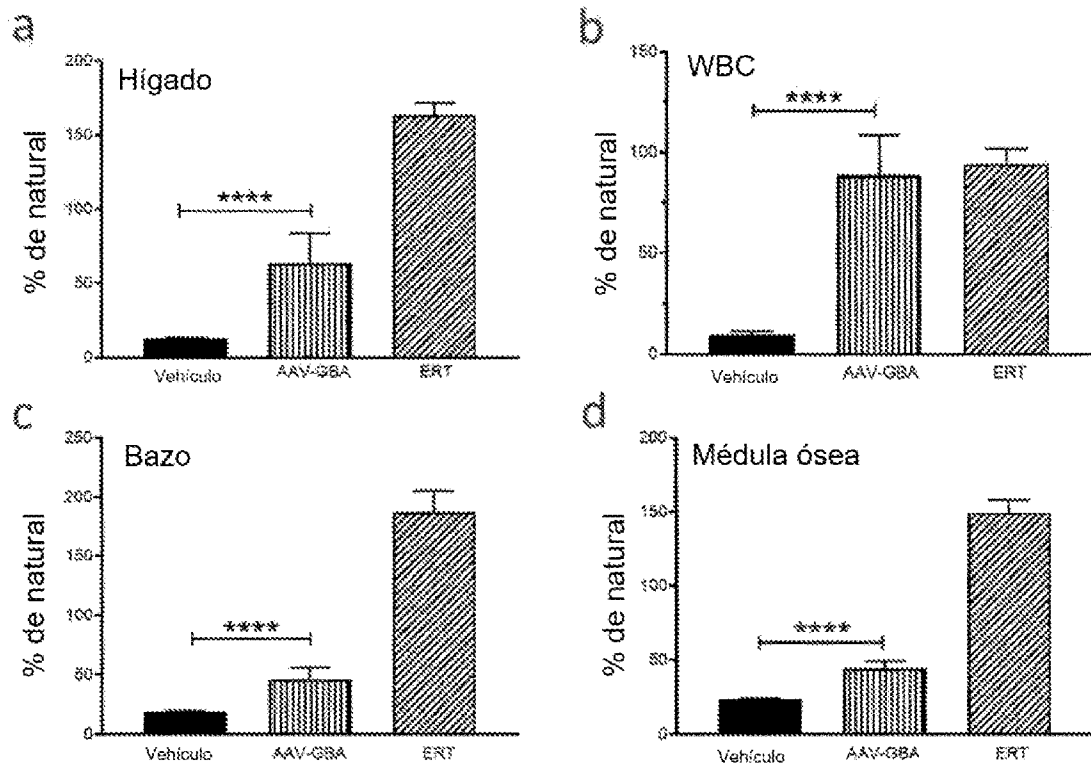 a
Hígado
% de natural
200
150
100
50
0
****
Vehículo
AAV-GBA
ERT
b
WBC
% de natural
150
100
50
0
****
Vehículo
AAV-GBA
ERT
c
Bazo
% de natural
250
200
150
100
50
0
****
Vehículo
AAV-GBA
ERT
d
Médula ósea
% de natural
200
150
100
50
0
****
Vehículo
AAV-GBA
ERT